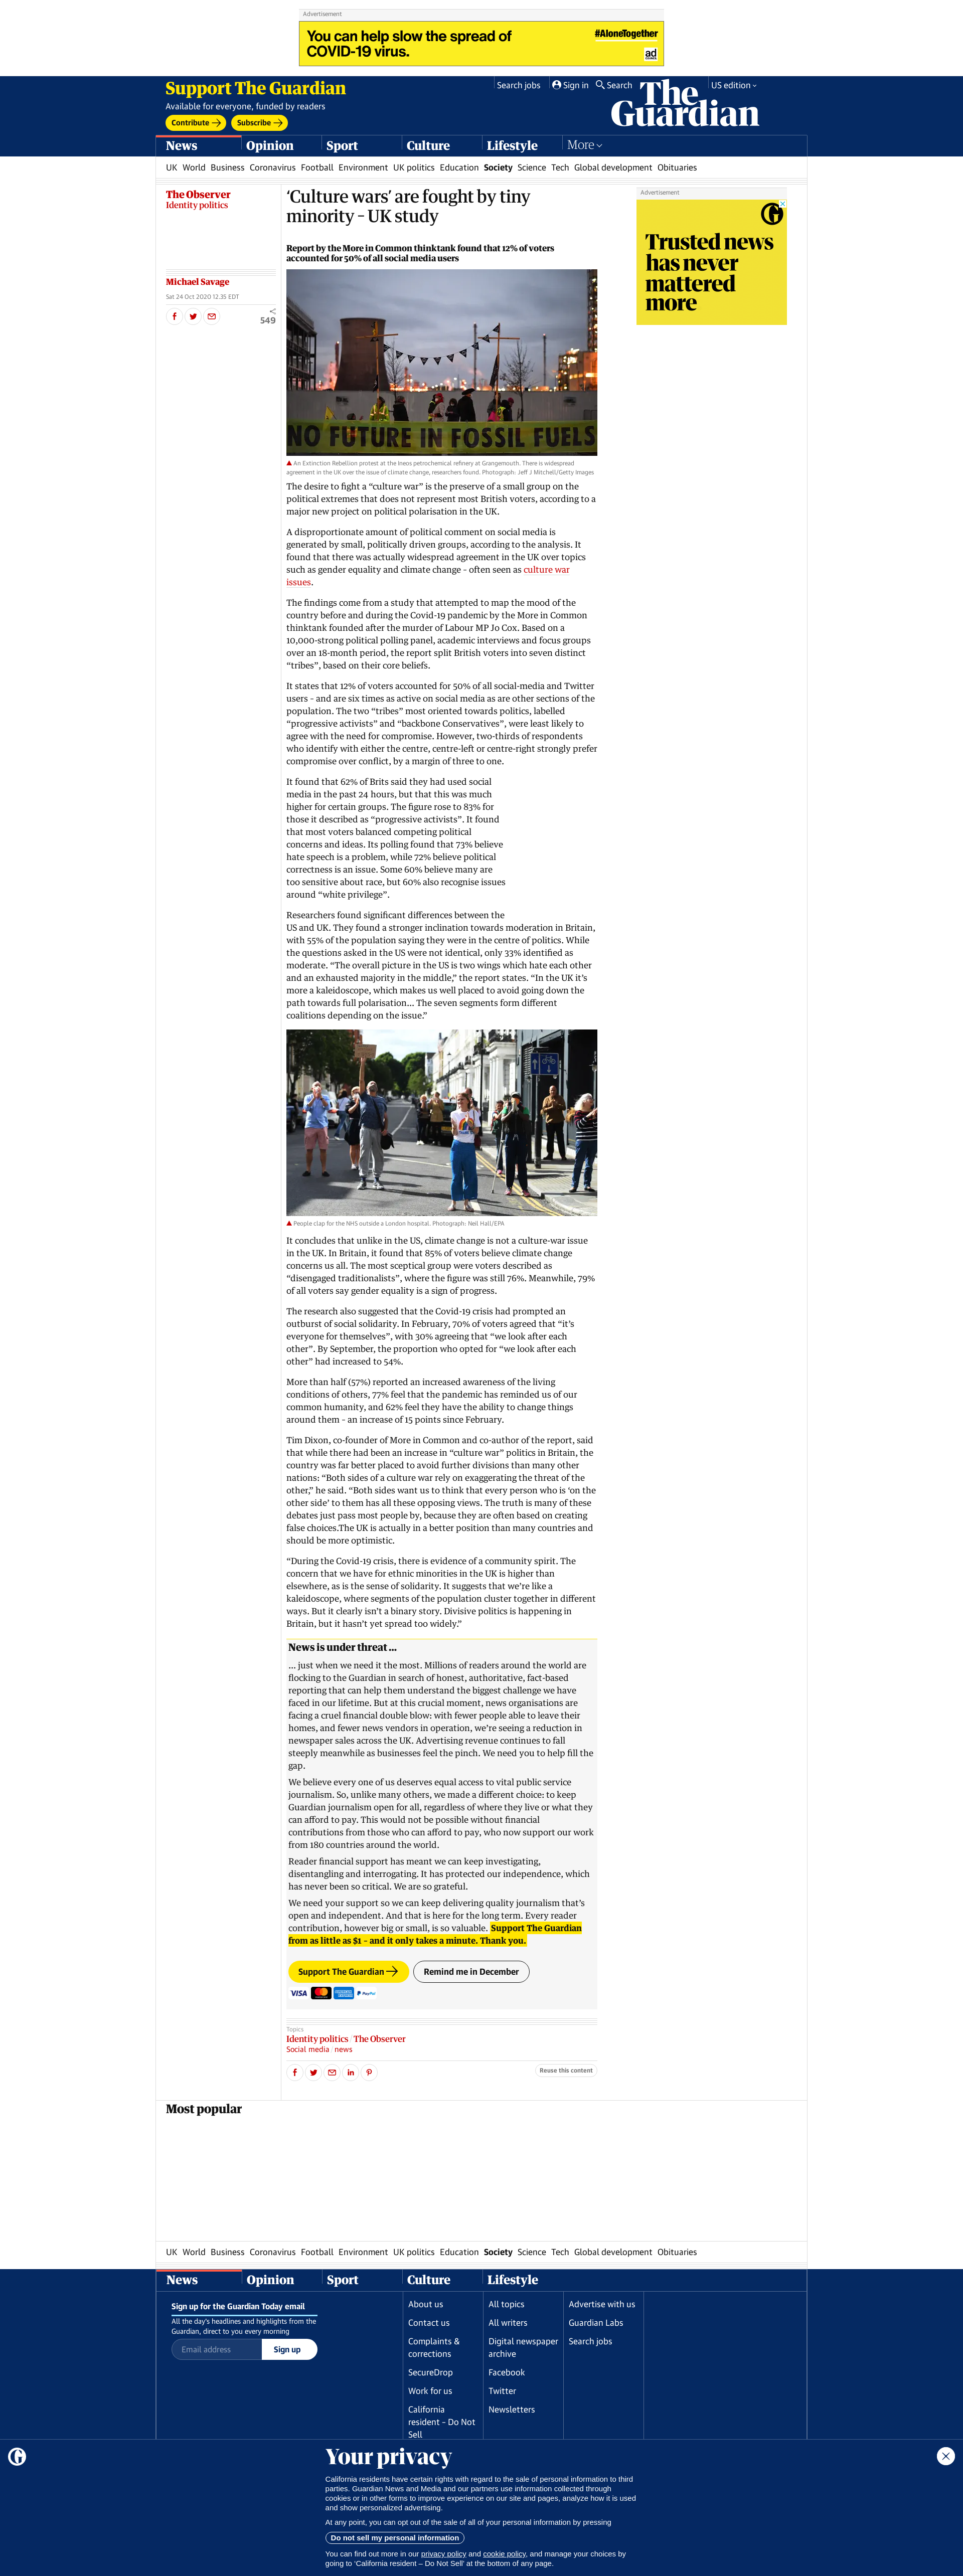 Advertisement
You can help slow the spread of
COVID-19 virus.
#AloneTogether
ad
Support The Guardian
Available for everyone, funded by readers
Contribute
Subscribe
Search jobs
Sign in
Search
US edition
The
Guardian
News
Opinion
Sport
Culture
Lifestyle
More
UK World Business Coronavirus Football Environment UK politics Education Society Science Tech Global development Obituaries
The Observer
Identity politics
‘Culture wars’ are fought by tiny
minority – UK study
Report by the More in Common thinktank found that 12% of voters
accounted for 50% of all social media users
Michael Savage
Sat 24 Oct 2020 12.35 EDT
549
Advertisement
Trusted news
has never
mattered
more
NO FUTURE IN FOSSIL FUELS
An Extinction Rebellion protest at the Ineos petrochemical refinery at Grangemouth. There is widespread
agreement in the UK over the issue of climate change, researchers found. Photograph: Jeff J Mitchell/Getty Images
The desire to fight a “culture war” is the preserve of a small group on the
political extremes that does not represent most British voters, according to a
major new project on political polarisation in the UK.
A disproportionate amount of political comment on social media is
generated by small, politically driven groups, according to the analysis. It
found that there was actually widespread agreement in the UK over topics
such as gender equality and climate change – often seen as culture war
issues.
The findings come from a study that attempted to map the mood of the
country before and during the Covid-19 pandemic by the More in Common
thinktank founded after the murder of Labour MP Jo Cox. Based on a
10,000-strong political polling panel, academic interviews and focus groups
over an 18-month period, the report split British voters into seven distinct
“tribes”, based on their core beliefs.
It states that 12% of voters accounted for 50% of all social-media and Twitter
users – and are six times as active on social media as are other sections of the
population. The two “tribes” most oriented towards politics, labelled
“progressive activists” and “backbone Conservatives”, were least likely to
agree with the need for compromise. However, two-thirds of respondents
who identify with either the centre, centre-left or centre-right strongly prefer
compromise over conflict, by a margin of three to one.
It found that 62% of Brits said they had used social
media in the past 24 hours, but that this was much
higher for certain groups. The figure rose to 83% for
those it described as “progressive activists”. It found
that most voters balanced competing political
concerns and ideas. Its polling found that 73% believe
hate speech is a problem, while 72% believe political
correctness is an issue. Some 60% believe many are
too sensitive about race, but 60% also recognise issues
around “white privilege”.
Researchers found significant differences between the
US and UK. They found a stronger inclination towards moderation in Britain,
with 55% of the population saying they were in the centre of politics. While
the questions asked in the US were not identical, only 33% identified as
moderate. “The overall picture in the US is two wings which hate each other
and an exhausted majority in the middle,” the report states. “In the UK it’s
more a kaleidoscope, which makes us well placed to avoid going down the
path towards full polarisation… The seven segments form different
coalitions depending on the issue.”
People clap for the NHS outside a London hospital. Photograph: Neil Hall/EPA
It concludes that unlike in the US, climate change is not a culture-war issue
in the UK. In Britain, it found that 85% of voters believe climate change
concerns us all. The most sceptical group were voters described as
“disengaged traditionalists”, where the figure was still 76%. Meanwhile, 79%
of all voters say gender equality is a sign of progress.
The research also suggested that the Covid-19 crisis had prompted an
outburst of social solidarity. In February, 70% of voters agreed that “it’s
everyone for themselves”, with 30% agreeing that “we look after each
other”. By September, the proportion who opted for “we look after each
other” had increased to 54%.
More than half (57%) reported an increased awareness of the living
conditions of others, 77% feel that the pandemic has reminded us of our
common humanity, and 62% feel they have the ability to change things
around them – an increase of 15 points since February.
Tim Dixon, co-founder of More in Common and co-author of the report, said
that while there had been an increase in “culture war” politics in Britain, the
country was far better placed to avoid further divisions than many other
nations: “Both sides of a culture war rely on exaggerating the threat of the
other,” he said. “Both sides want us to think that every person who is ‘on the
other side’ to them has all these opposing views. The truth is many of these
debates just pass most people by, because they are often based on creating
false choices.The UK is actually in a better position than many countries and
should be more optimistic.
“During the Covid-19 crisis, there is evidence of a community spirit. The
concern that we have for ethnic minorities in the UK is higher than
elsewhere, as is the sense of solidarity. It suggests that we’re like a
kaleidoscope, where segments of the population cluster together in different
ways. But it clearly isn’t a binary story. Divisive politics is happening in
Britain, but it hasn’t yet spread too widely.”
News is under threat ...
... just when we need it the most. Millions of readers around the world are
flocking to the Guardian in search of honest, authoritative, fact-based
reporting that can help them understand the biggest challenge we have
faced in our lifetime. But at this crucial moment, news organisations are
facing a cruel financial double blow: with fewer people able to leave their
homes, and fewer news vendors in operation, we’re seeing a reduction in
newspaper sales across the UK. Advertising revenue continues to fall
steeply meanwhile as businesses feel the pinch. We need you to help fill the
gap.
We believe every one of us deserves equal access to vital public service
journalism. So, unlike many others, we made a different choice: to keep
Guardian journalism open for all, regardless of where they live or what they
can afford to pay. This would not be possible without financial
contributions from those who can afford to pay, who now support our work
from 180 countries around the world.
Reader financial support has meant we can keep investigating,
disentangling and interrogating. It has protected our independence, which
has never been so critical. We are so grateful.
We need your support so we can keep delivering quality journalism that’s
open and independent. And that is here for the long term. Every reader
contribution, however big or small, is so valuable. Support The Guardian
from as little as $1 – and it only takes a minute. Thank you.
Support The Guardian
Remind me in December
VISA
PayPal
Topics
Identity politics / The Observer
Social media / news
Reuse this content
Most popular
UK World Business Coronavirus Football Environment UK politics Education Society Science Tech Global development Obituaries
News
Opinion
Sport
Culture
Lifestyle
Sign up for the Guardian Today email
All the day's headlines and highlights from the
Guardian, direct to you every morning
Email address
Sign up
About us
Contact us
Complaints &
corrections
SecureDrop
Work for us
California
resident – Do Not
Sell
All topics
All writers
Digital newspaper
archive
Facebook
Twitter
Newsletters
Advertise with us
Guardian Labs
Search jobs
Your privacy
California residents have certain rights with regard to the sale of personal information to third
parties. Guardian News and Media and our partners use information collected through
cookies or in other forms to improve experience on our site and pages, analyze how it is used
and show personalized advertising.
At any point, you can opt out of the sale of all of your personal information by pressing
Do not sell my personal information
You can find out more in our privacy policy and cookie policy, and manage your choices by
going to ‘California resident – Do Not Sell’ at the bottom of any page.